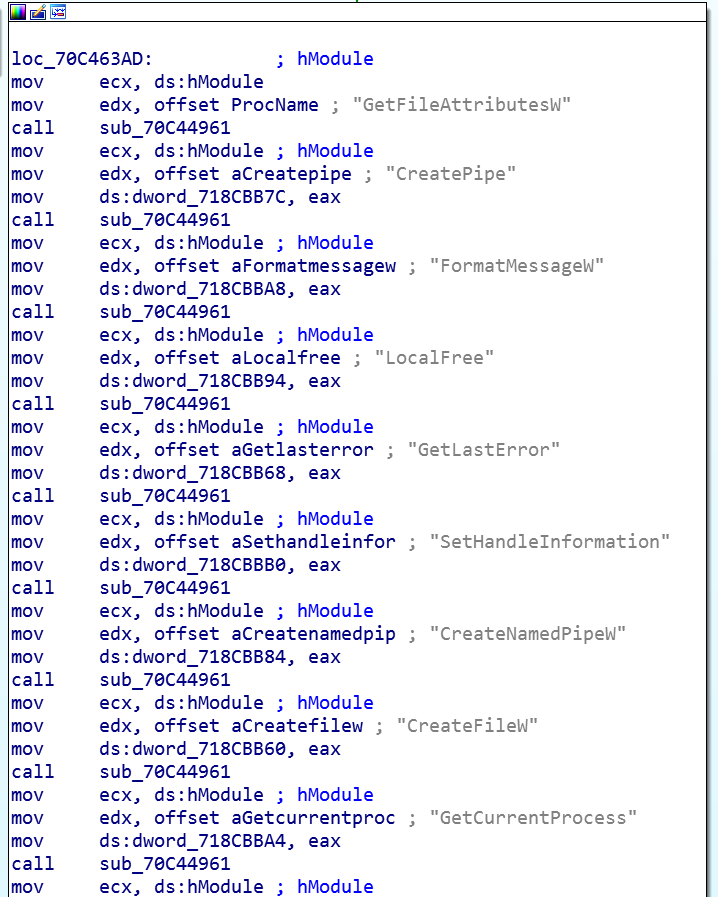 loc_70C463AD: ; hModule
mov ecx, ds:hModule
mov edx, offset ProcName ; "GetFileAttributesW"
call sub_70C44961
mov ecx, ds:hModule ; hModule
mov edx, offset aCreatepipe ; "CreatePipe"
mov ds:dword_718CBB7C, eax
call sub_70C44961
mov ecx, ds:hModule ; hModule
mov edx, offset aFormatmessagew ; "FormatMessageW"
mov ds:dword_718CBBA8, eax
call sub_70C44961
mov ecx, ds:hModule ; hModule
mov edx, offset aLocalfree ; "LocalFree"
mov ds:dword_718CBB94, eax
call sub_70C44961
mov ecx, ds:hModule ; hModule
mov edx, offset aGetlasterror ; "GetLastError"
mov ds:dword_718CBB68, eax
call sub_70C44961
mov ecx, ds:hModule ; hModule
mov edx, offset aSethandleinfor ; "SetHandleInformation"
mov ds:dword_718CBBB0, eax
call sub_70C44961
mov ecx, ds:hModule ; hModule
mov edx, offset aCreatenamedpip ; "CreateNamedPipeW"
mov ds:dword_718CBB84, eax
call sub_70C44961
mov ecx, ds:hModule ; hModule
mov edx, offset aCreatefilew ; "CreateFileW"
mov ds:dword_718CBB60, eax
call sub_70C44961
mov ecx, ds:hModule ; hModule
mov edx, offset aGetcurrentproc ; "GetCurrentProcess"
mov ds:dword_718CBBA4, eax
call sub_70C44961
mov ecx, ds:hModule ; hModule